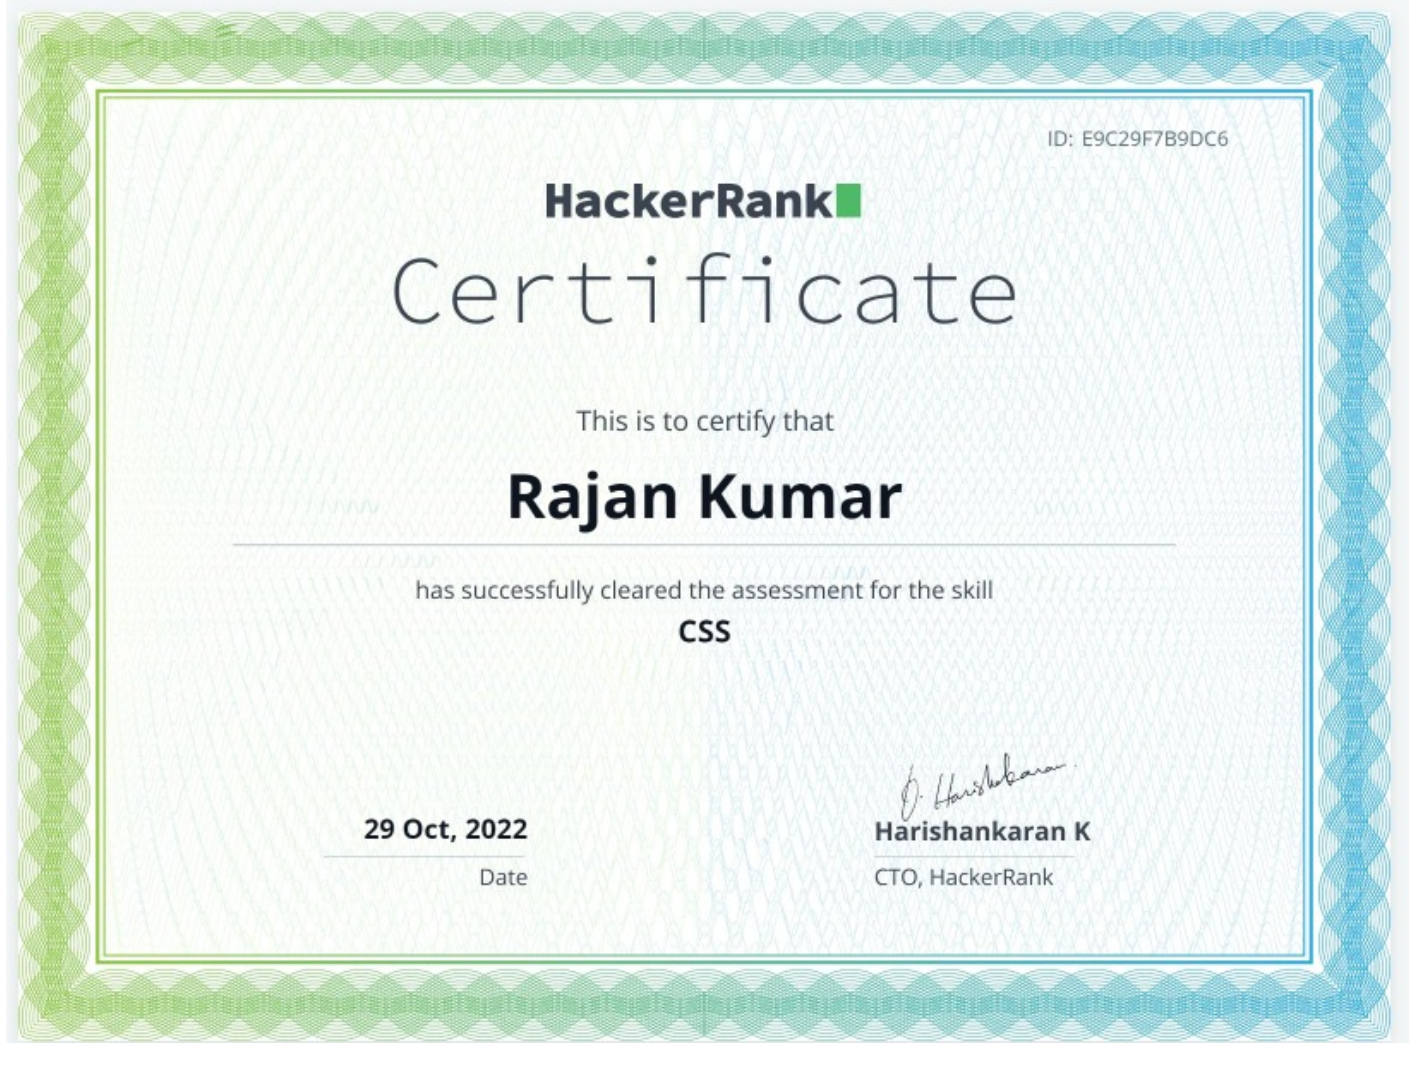 ID: E9C29F7B9DC6
HackerRank
Certificate
This is to certify that
Rajan Kumar
has successfully cleared the assessment for the skill
CSS
29 Oct, 2022
Date
Harishankaran K
CTO, HackerRank